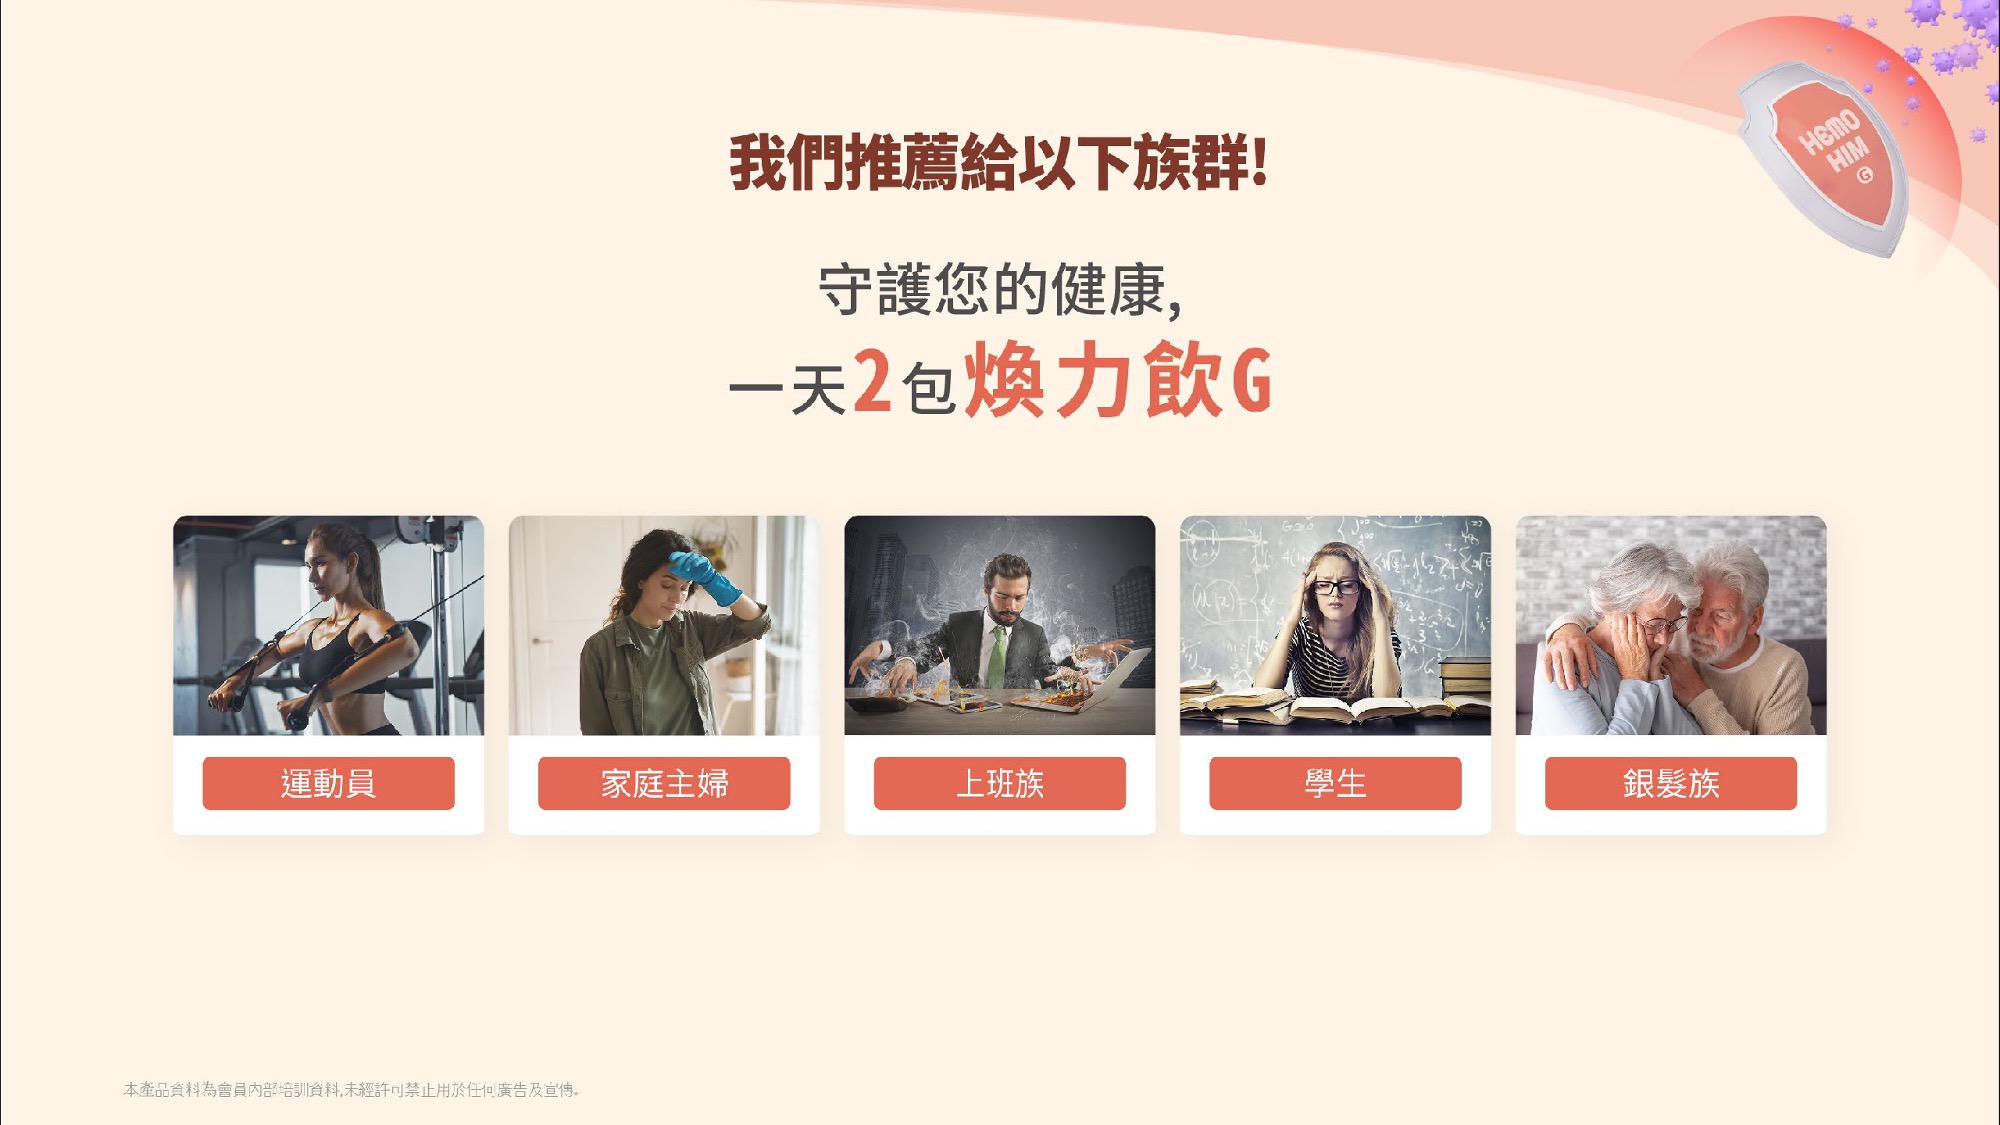 HEMO
HIM
G
我們推薦給以下族群!
守護您的健康,
一天2包煥力飲G
運動員
家庭主婦
上班族
學生
銀髮族
本產品資料為會員內部培訓資料,未經許可禁止用於任何廣告及宣傳。